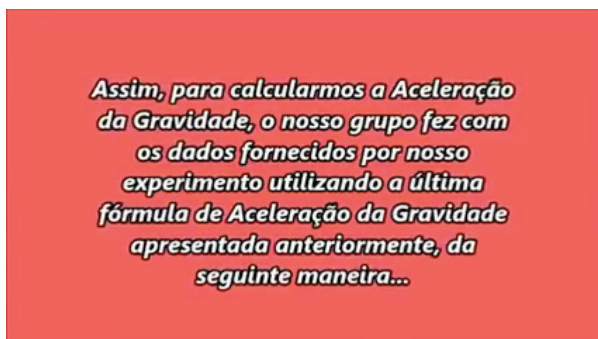 Assim, para calcularmos a Aceleração
da Gravidade, o nosso grupo fez com
os dados fornecidos por nosso
experimento utilizando a última
fórmula de Aceleração da Gravidade
apresentada anteriormente, da
seguinte maneira...